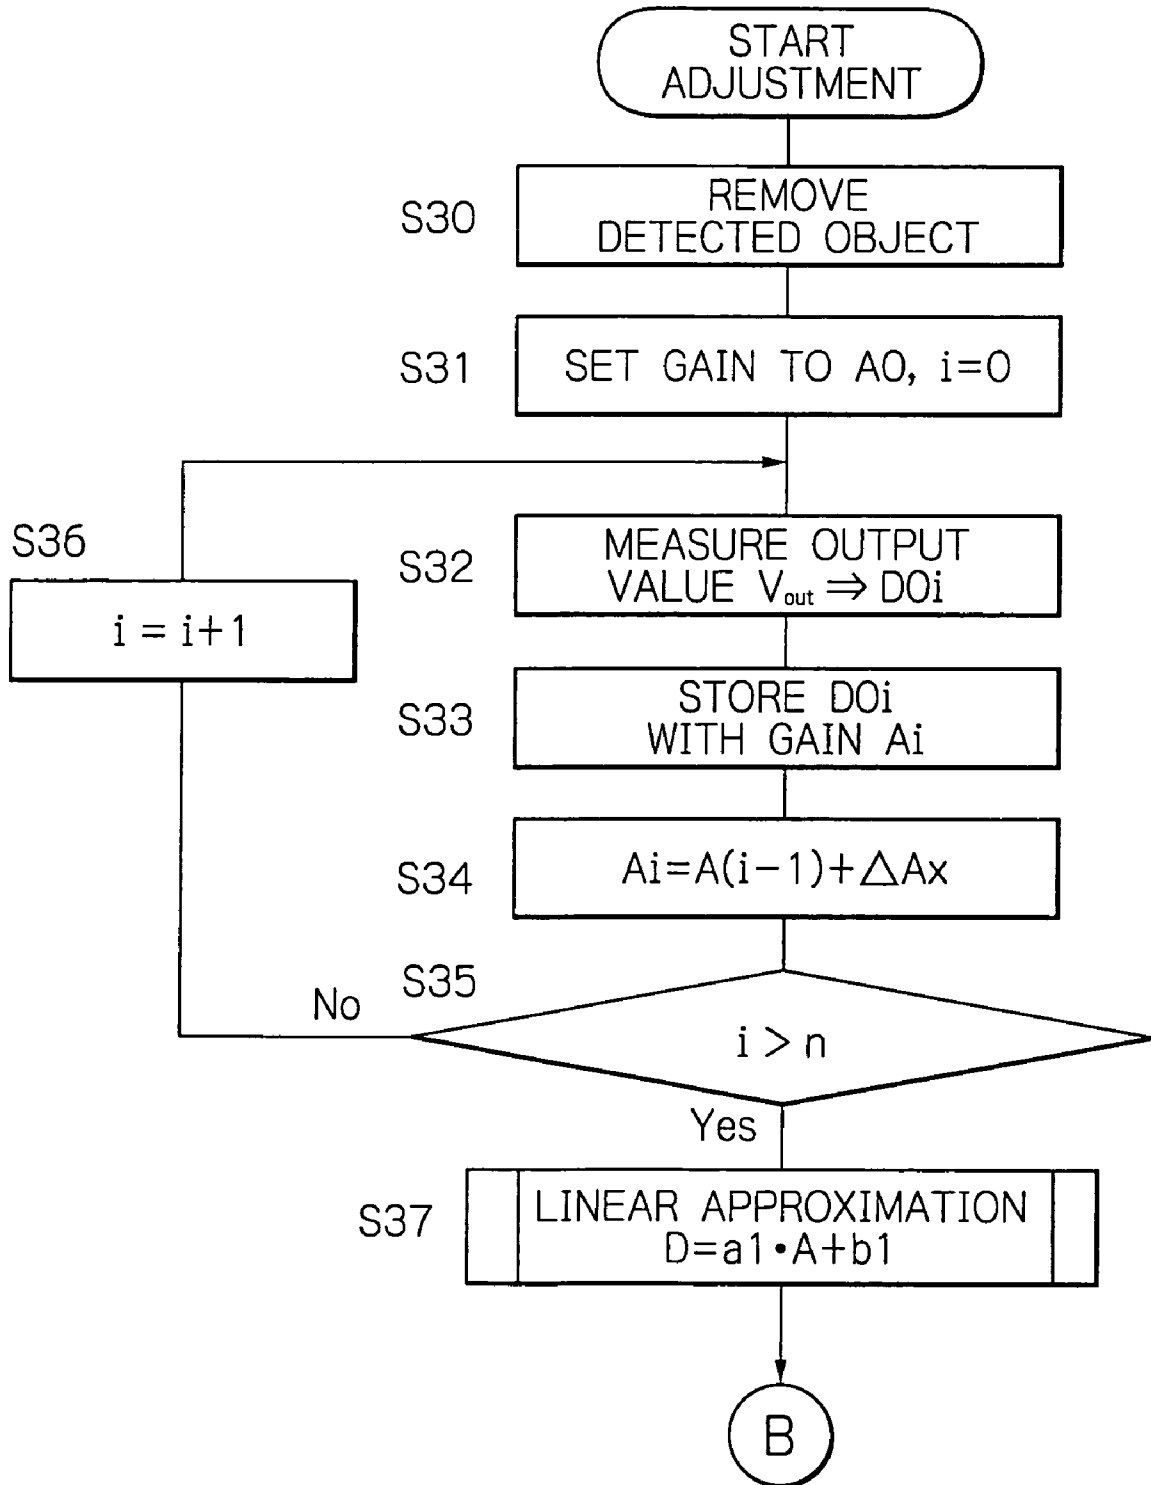 START
ADJUSTMENT
S30
REMOVE
DETECTED OBJECT
S31
SET GAIN TO A0, i=0
S36
i = i+1
S32
MEASURE OUTPUT
VALUE Vout ⇒ D0i
S33
STORE D0i
WITH GAIN Ai
S34
Ai=A(i-1)+△Ax
S35
No
i > n
Yes
S37
LINEAR APPROXIMATION
D=a1•A+b1
B